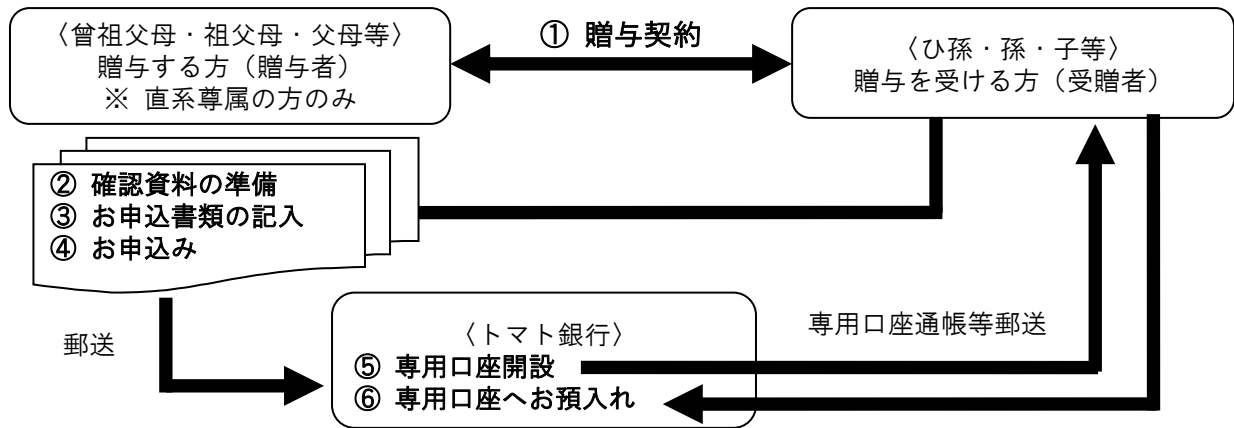 〈曾祖父母・祖父母・父母等〉
贈与する方（贈与者）
※ 直系尊属の方のみ
① 贈与契約
〈ひ孫・孫・子等〉
贈与を受ける方（受贈者）
② 確認資料の準備
③ お申込書類の記入
④ お申込み
郵送
〈トマト銀行〉
⑤ 専用口座開設
⑥ 専用口座へお預入れ
専用口座通帳等郵送